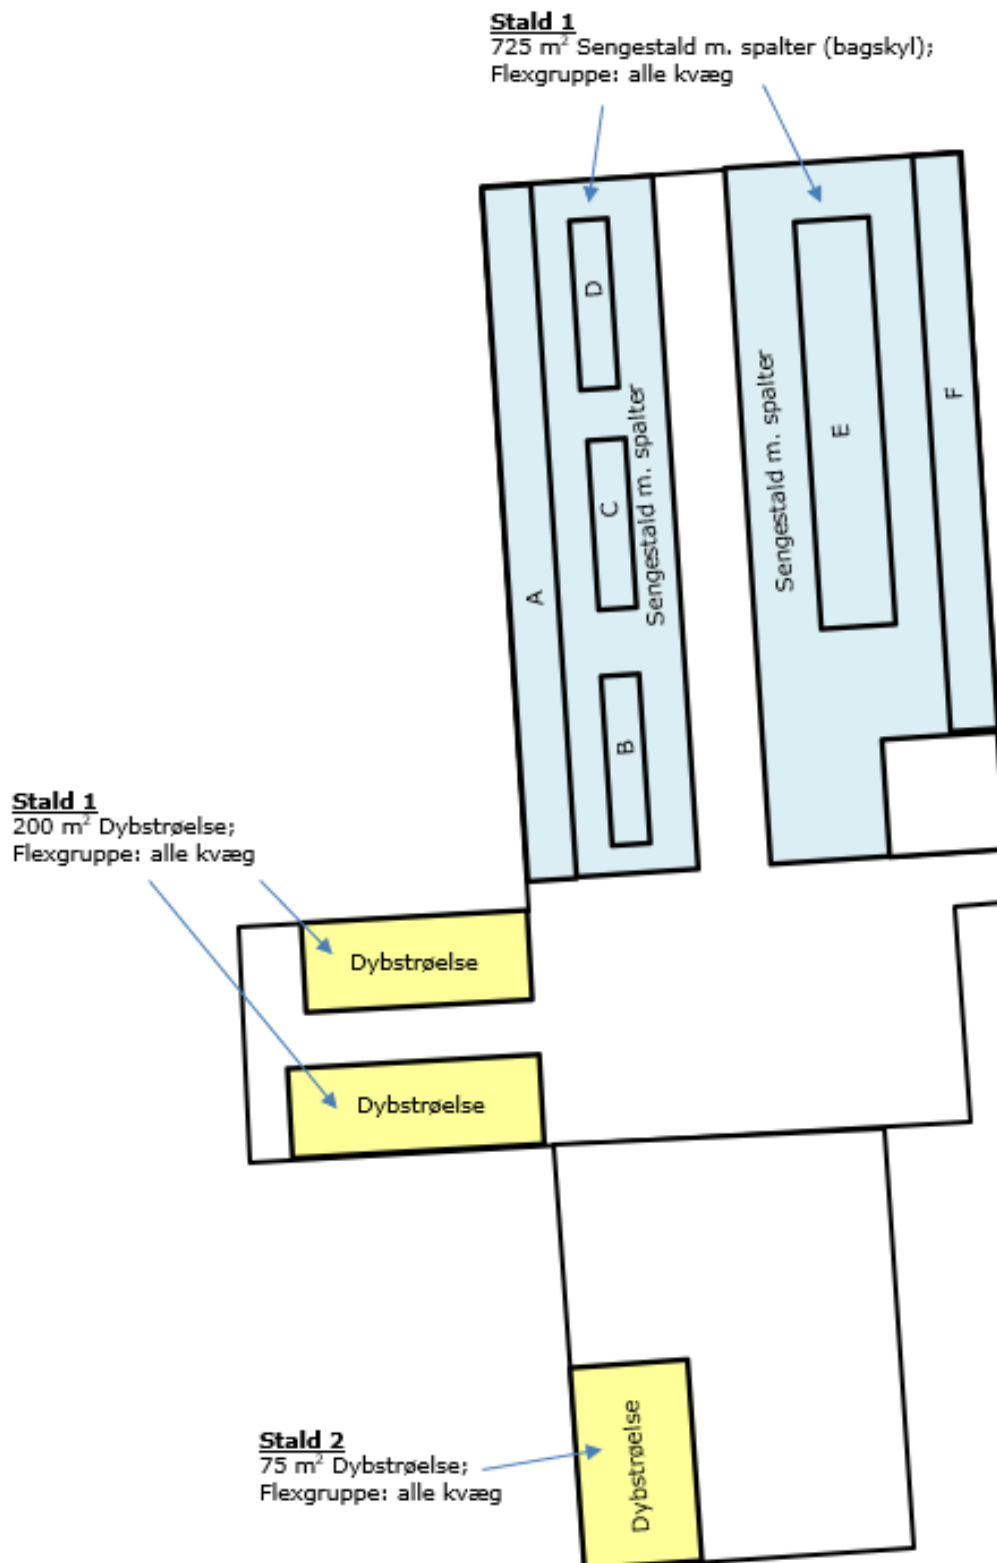 Stald 1
725 m² Sengestald m. spalter (bagskyl);
Flexgruppe: alle kvæg
D
Sengestald m. spalter
C
A
B
Sengestald m. spalter
E
F
Stald 1
200 m² Dybstrøelse;
Flexgruppe: alle kvæg
Dybstrøelse
Dybstrøelse
Stald 2
75 m² Dybstrøelse;
Flexgruppe: alle kvæg
Dybstrøelse